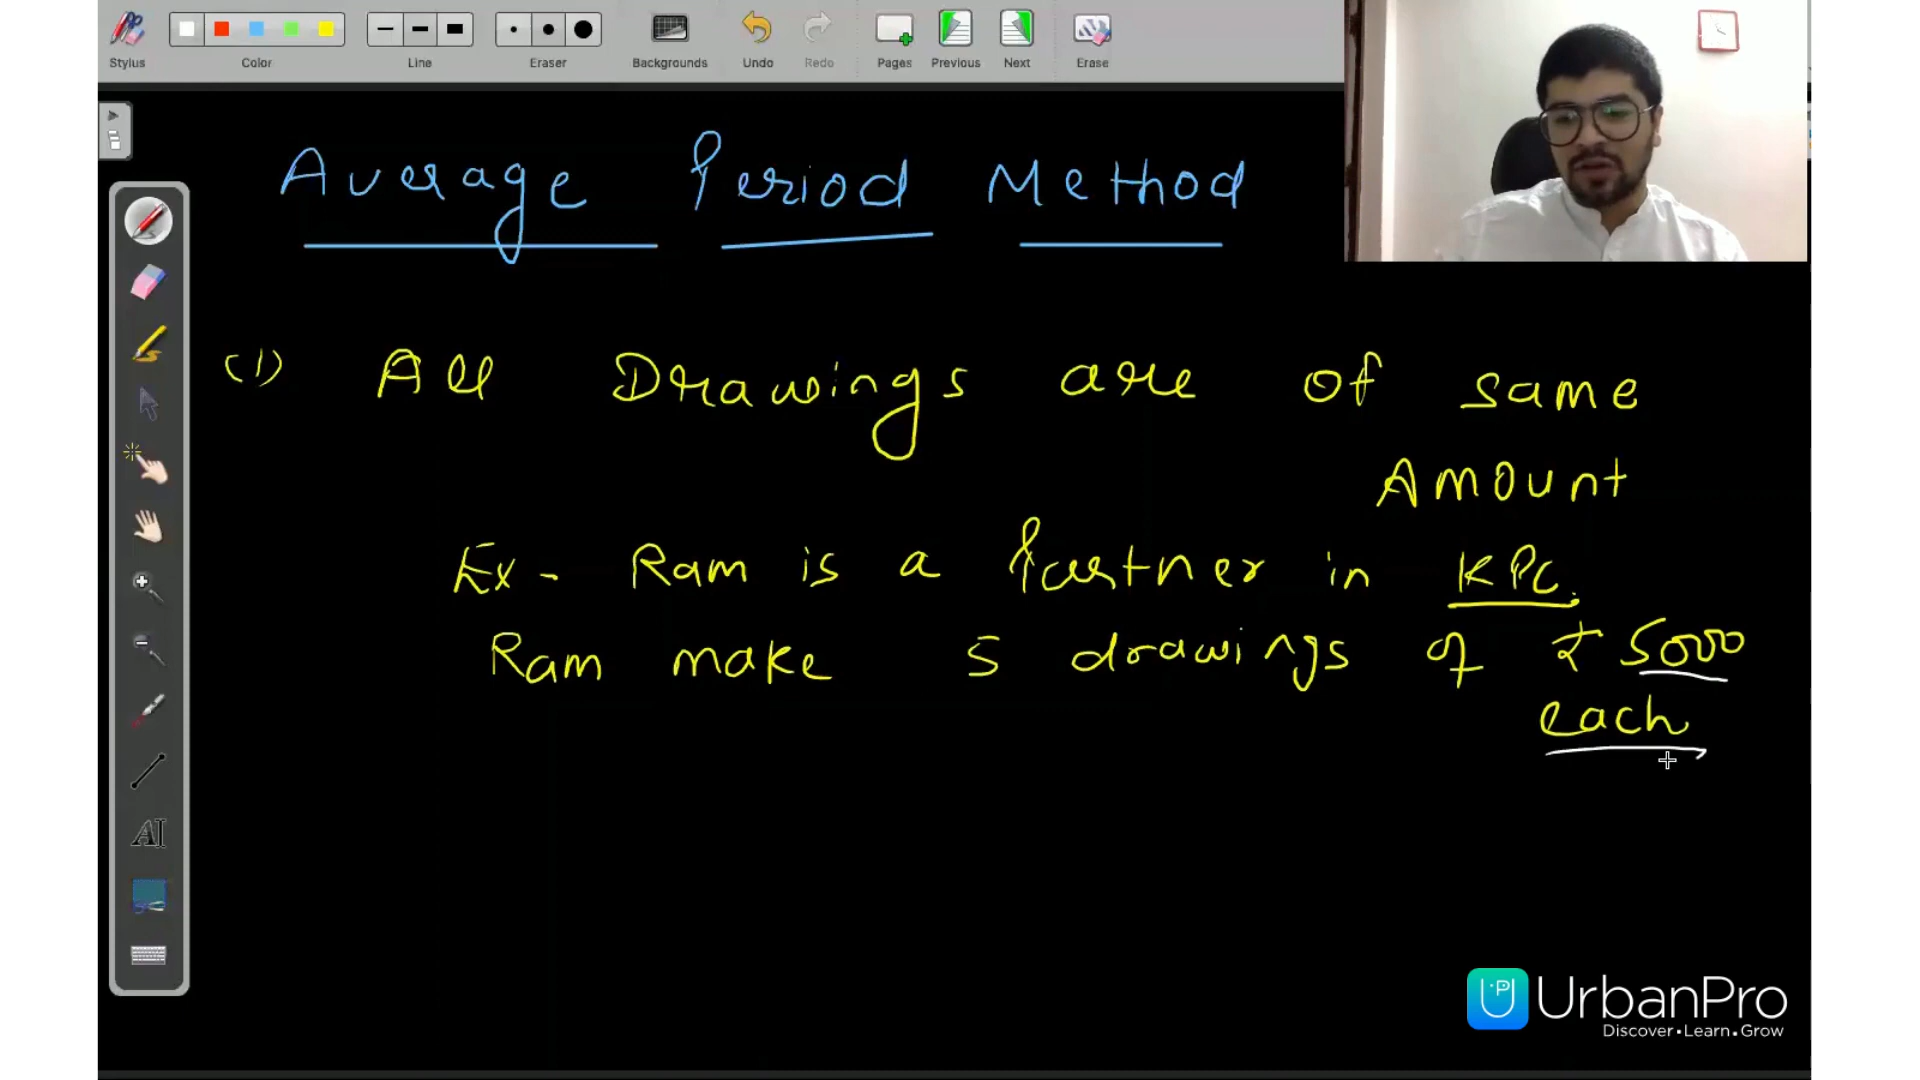 Stylus Color Line Eraser Backgrounds Undo Redo Pages Previous Next Erase
Average Period Method
(1) All Drawings are of same
Amount
Ex - Ram is a Partner in KPC.
Ram make 5 drawings of ₹ 5000
each
UrbanPro
Discover•Learn•Grow